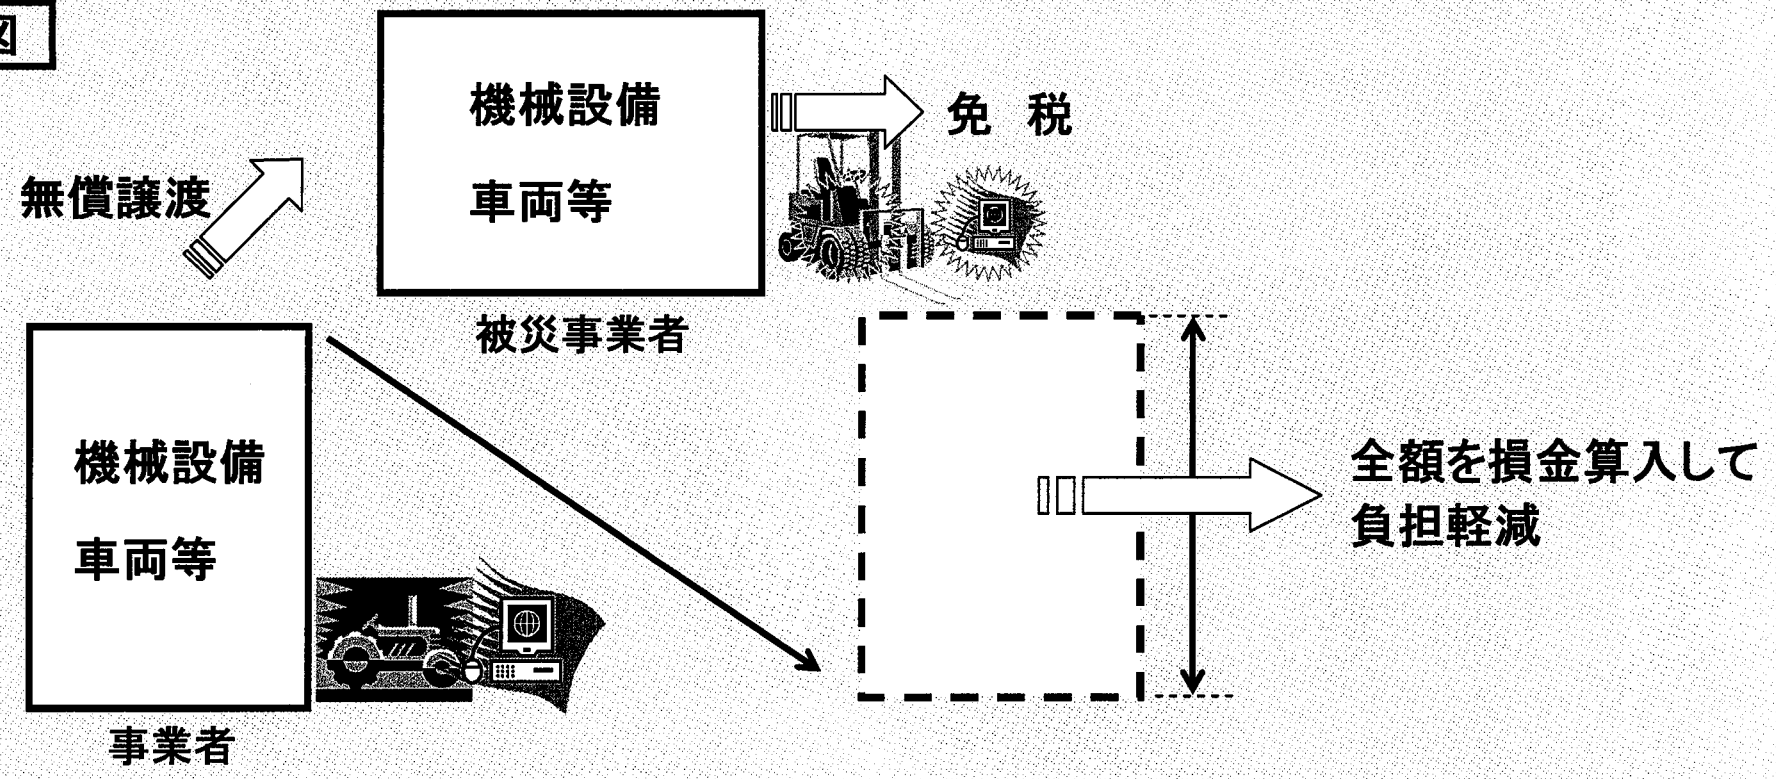 図
機械設備
車両等
免 税
無償譲渡
被災事業者
機械設備
車両等
事業者
全額を損金算入して
負担軽減